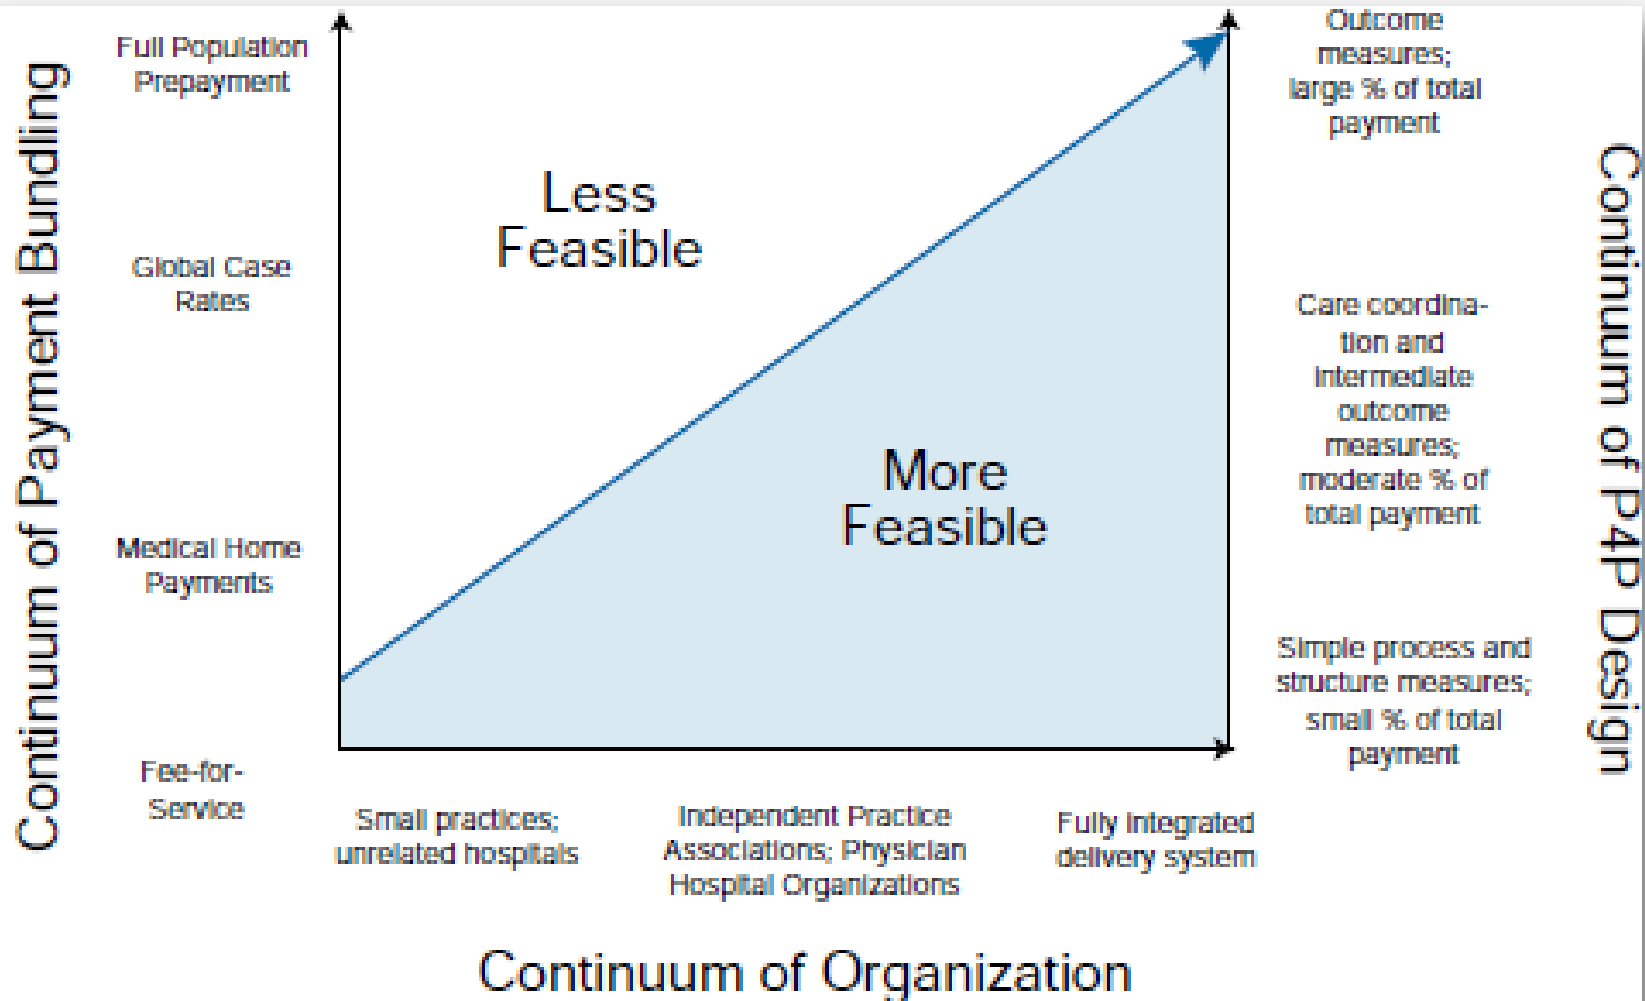 Continuum of Payment Bundling
Full Population
Prepayment
Global Case
Rates
Medical Home
Payments
Fee-for-
Service
Less
Feasible
More
Feasible
Outcome
measures;
large % of total
payment
Care coordina-
tion and
intermediate
outcome
measures;
moderate % of
total payment
Simple process and
structure measures;
small % of total
payment
Continuum of P4P Design
Small practices;
unrelated hospitals
Independent Practice
Associations; Physician
Hospital Organizations
Fully integrated
delivery system
Continuum of Organization